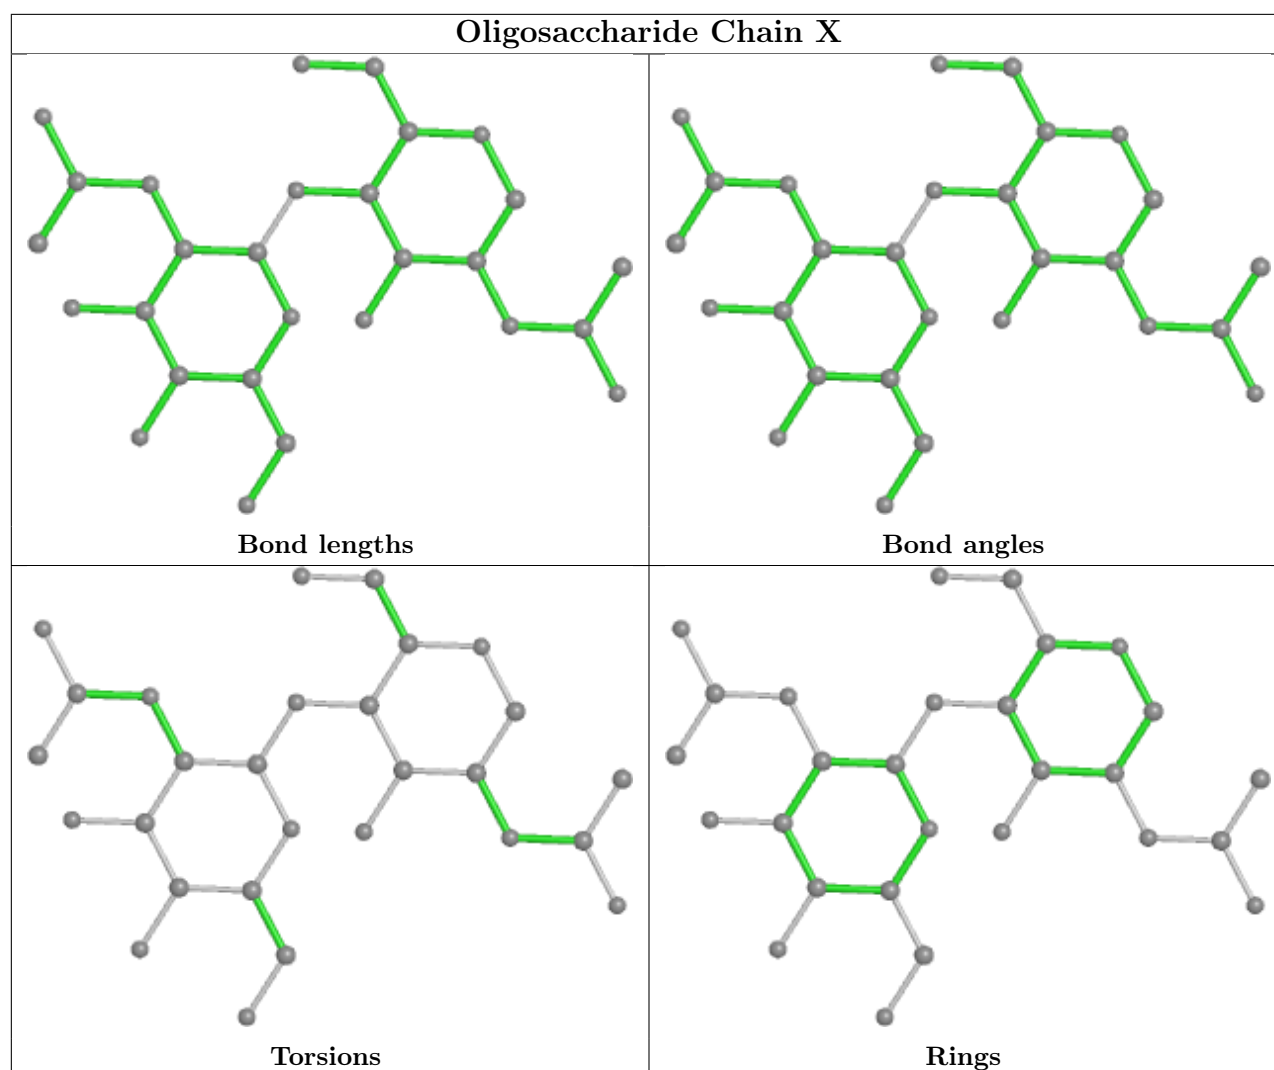 Oligosaccharide Chain X
Bond lengths
Bond angles
Torsions
Rings